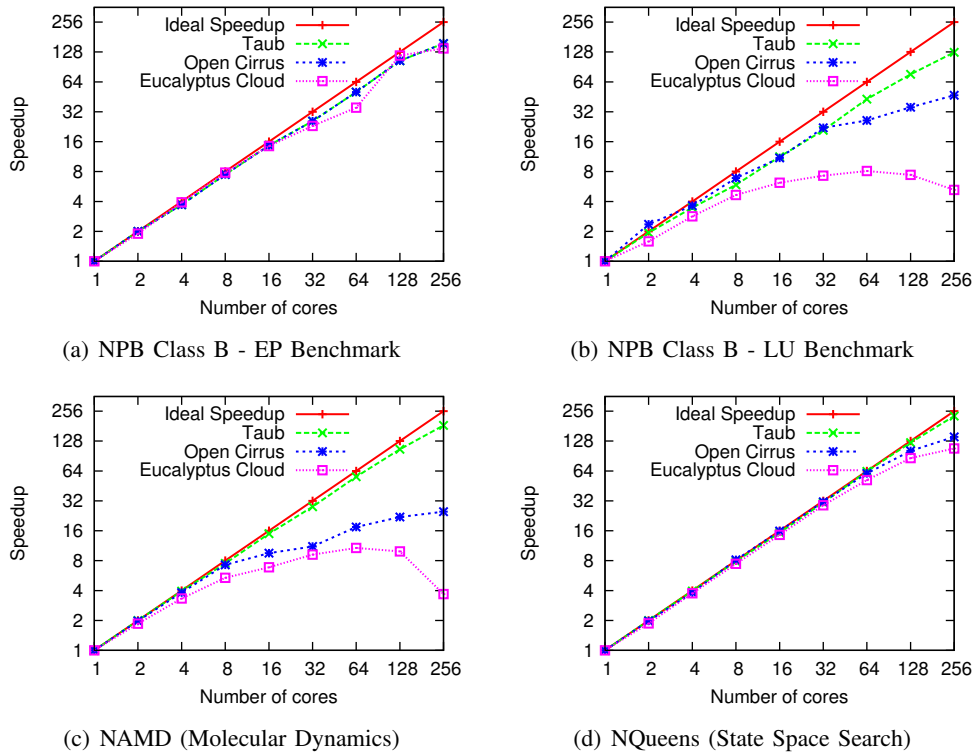 Speedup
256
128
64
32
16
8
4
2
1
Ideal Speedup
Taub
Open Cirrus
Eucalyptus Cloud
1 2 4 8 16 32 64 128 256
Number of cores
(a) NPB Class B - EP Benchmark
Speedup
256
128
64
32
16
8
4
2
1
Ideal Speedup
Taub
Open Cirrus
Eucalyptus Cloud
1 2 4 8 16 32 64 128 256
Number of cores
(b) NPB Class B - LU Benchmark
Speedup
256
128
64
32
16
8
4
2
1
Ideal Speedup
Taub
Open Cirrus
Eucalyptus Cloud
1 2 4 8 16 32 64 128 256
Number of cores
(c) NAMD (Molecular Dynamics)
Speedup
256
128
64
32
16
8
4
2
1
Ideal Speedup
Taub
Open Cirrus
Eucalyptus Cloud
1 2 4 8 16 32 64 128 256
Number of cores
(d) NQueens (State Space Search)